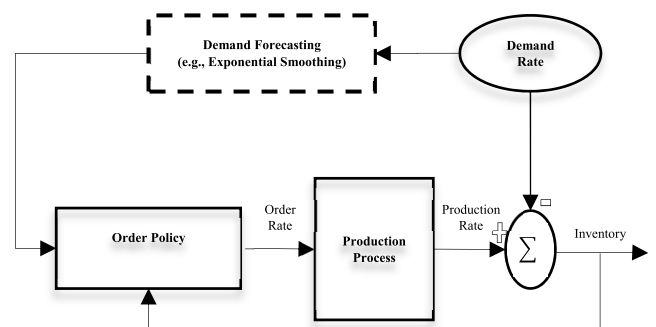 Demand Forecasting
(e.g., Exponential Smoothing)
Demand
Rate
Order Policy
Order
Rate
Production
Process
Production
Rate
+
-
∑
Inventory